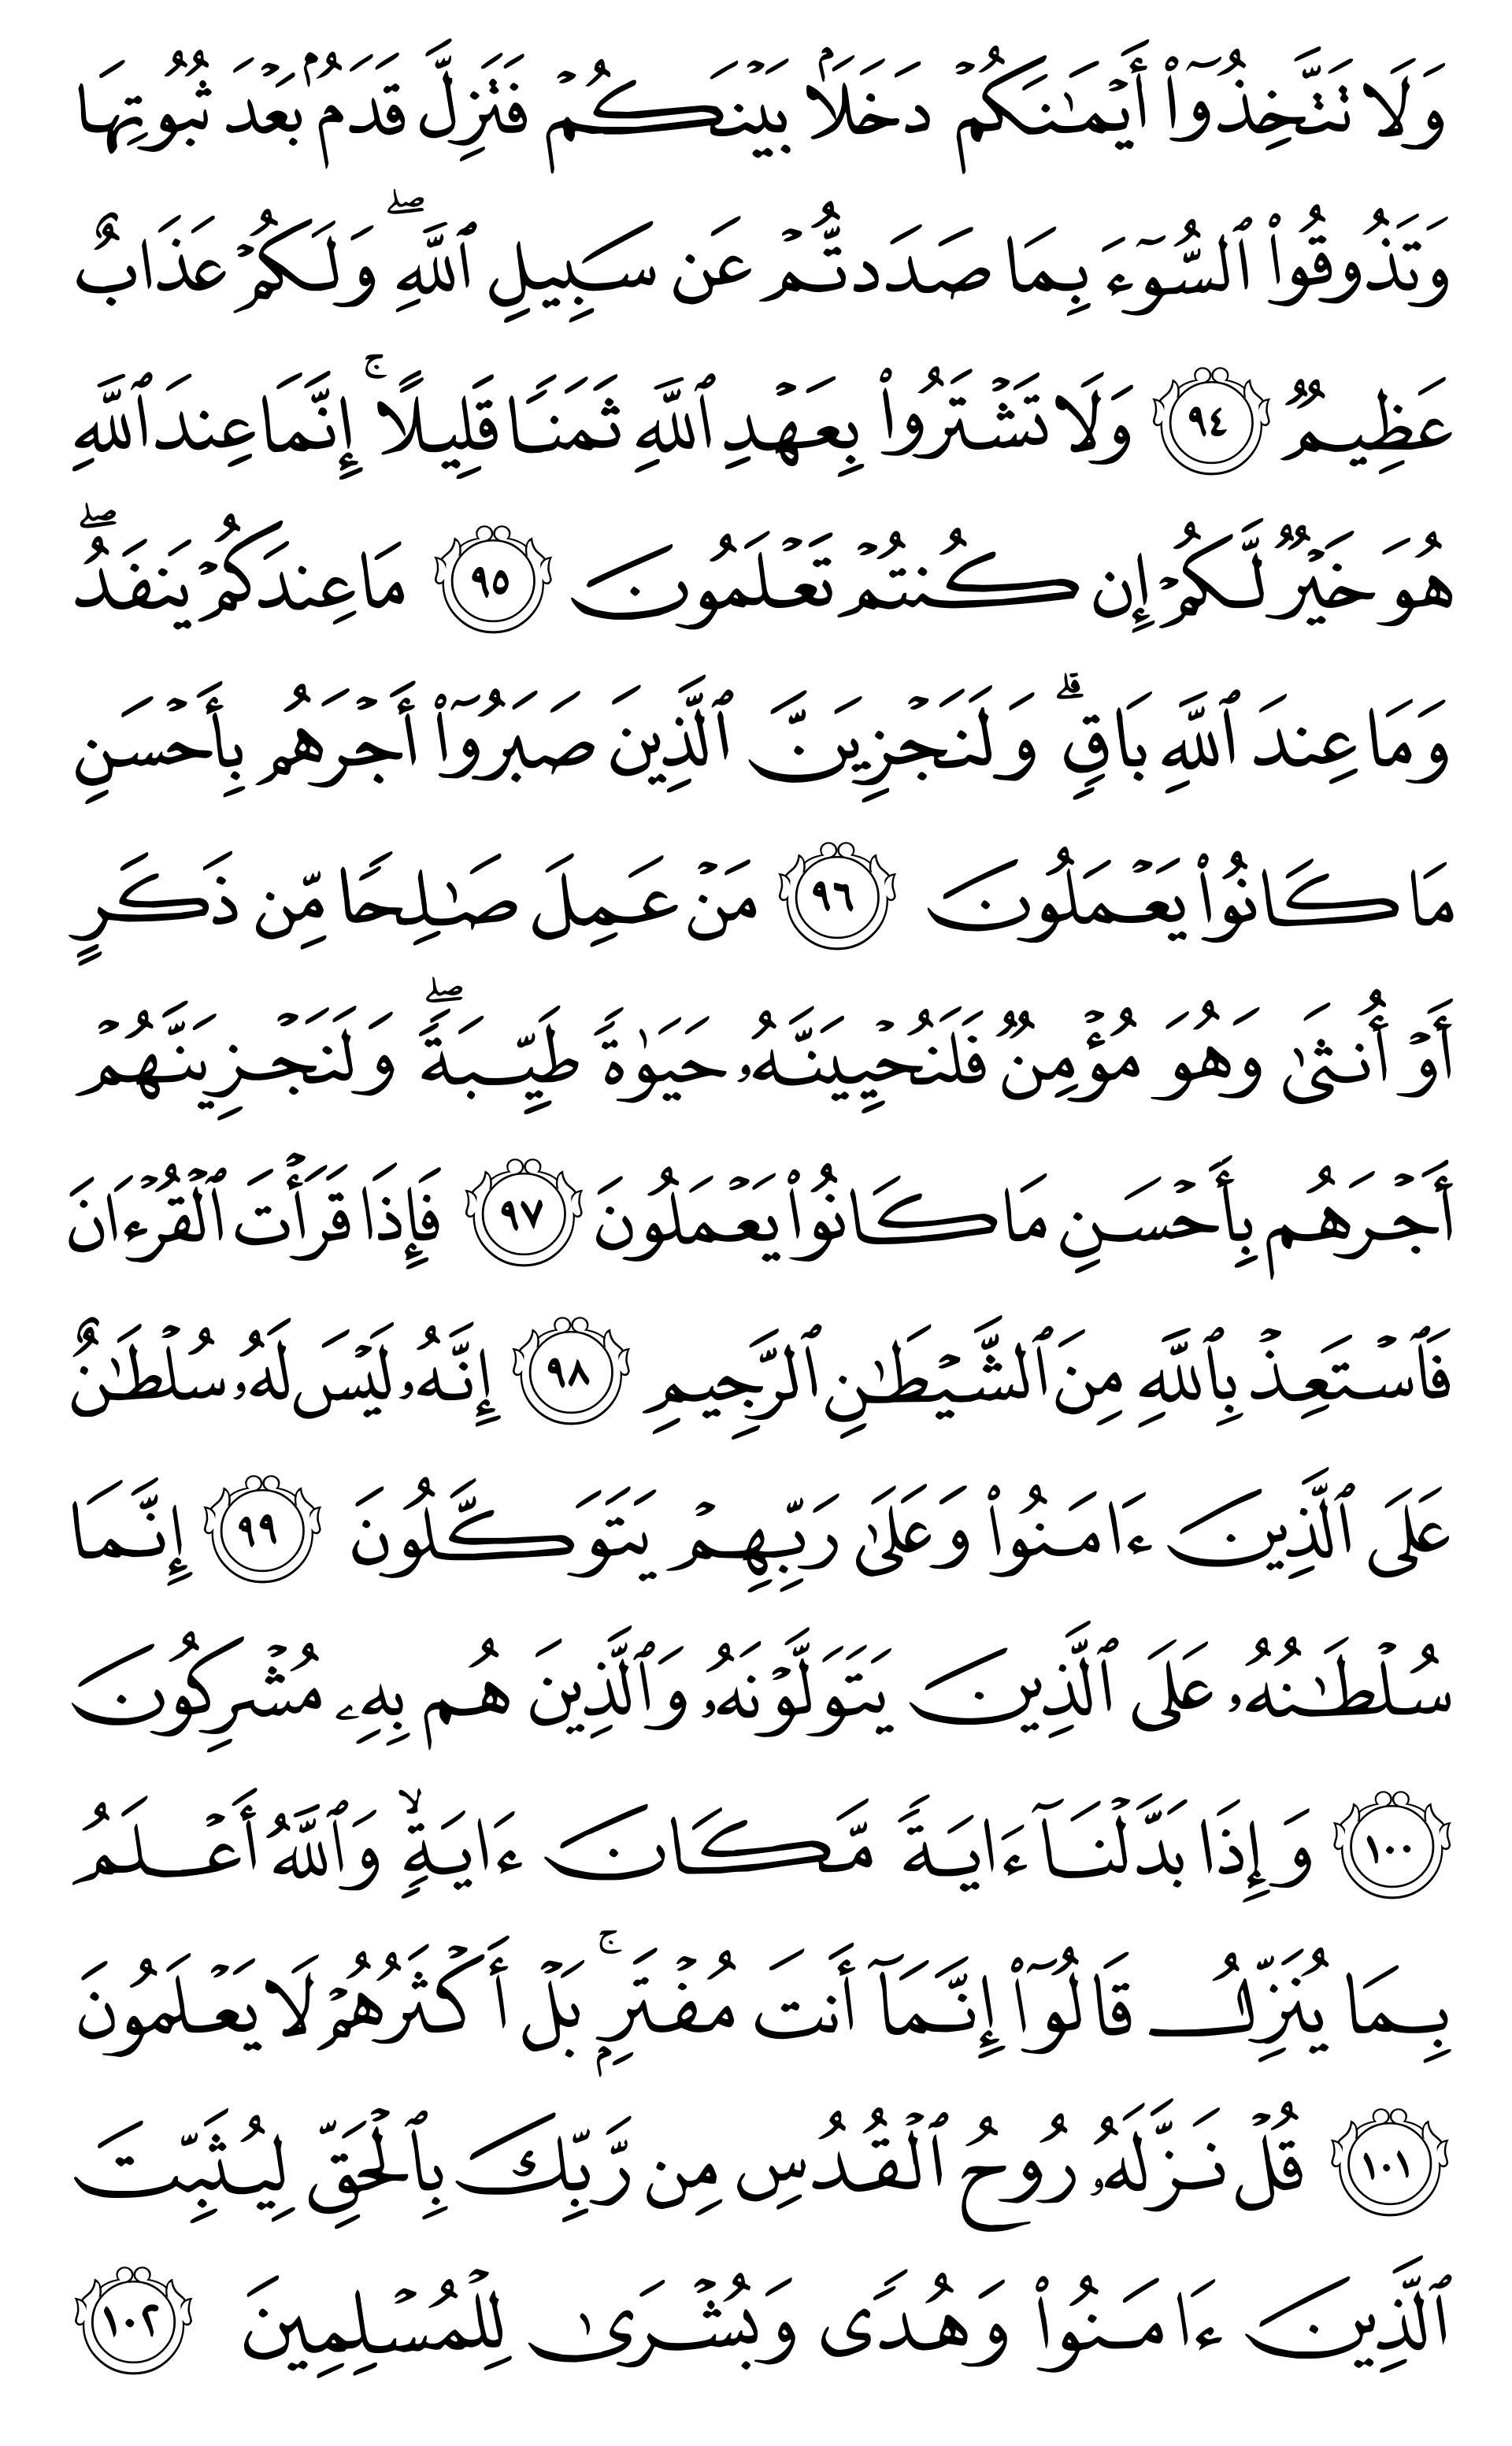 وَلَا تَتَّخِذُوٓا۟ أَيْمَـٰنَكُمْ دَخَلًۢا بَيْنَكُمْ فَتَزِلَّ قَدَمٌۢ بَعْدَ ثُبُوتِهَا
وَتَذُوقُوا۟ ٱلسُّوٓءَ بِمَا صَدَدتُّمْ عَن سَبِيلِ ٱللَّهِ ۖ وَلَكُمْ عَذَابٌ
عَظِيمٌ ٩٤ وَلَا تَشْتَرُوا۟ بِعَهْدِ ٱللَّهِ ثَمَنًا قَلِيلًا ۚ إِنَّمَا عِندَ ٱللَّهِ
هُوَ خَيْرٌ لَّكُمْ إِن كُنتُمْ تَعْلَمُونَ ٩٥ مَا عِندَكُمْ يَنفَدُ ۖ
وَمَا عِندَ ٱللَّهِ بَاقٍ ۗ وَلَنَجْزِيَنَّ ٱلَّذِينَ صَبَرُوٓا۟ أَجْرَهُم بِأَحْسَنِ
مَا كَانُوا۟ يَعْمَلُونَ ٩٦ مَنْ عَمِلَ صَـٰلِحًا مِّن ذَكَرٍ
أَوْ أُنثَىٰ وَهُوَ مُؤْمِنٌ فَلَنُحْيِيَنَّهُۥ حَيَوٰةً طَيِّبَةً ۖ وَلَنَجْزِيَنَّهُمْ
أَجْرَهُم بِأَحْسَنِ مَا كَانُوا۟ يَعْمَلُونَ ٩٧ فَإِذَا قَرَأْتَ ٱلْقُرْءَانَ
فَٱسْتَعِذْ بِٱللَّهِ مِنَ ٱلشَّيْطَـٰنِ ٱلرَّجِيمِ ٩٨ إِنَّهُۥ لَيْسَ لَهُۥ سُلْطَـٰنٌ
عَلَى ٱلَّذِينَ ءَامَنُوا۟ وَعَلَىٰ رَبِّهِمْ يَتَوَكَّلُونَ ٩٩ إِنَّمَا
سُلْطَـٰنُهُۥ عَلَى ٱلَّذِينَ يَتَوَلَّوْنَهُۥ وَٱلَّذِينَ هُم بِهِۦ مُشْرِكُونَ
١٠٠ وَإِذَا بَدَّلْنَآ ءَايَةً مَّكَانَ ءَايَةٍ ۙ وَٱللَّهُ أَعْلَمُ
بِمَا يُنَزِّلُ قَالُوٓا۟ إِنَّمَآ أَنتَ مُفْتَرٍۭ ۚ بَلْ أَكْثَرُهُمْ لَا يَعْلَمُونَ
١٠١ قُلْ نَزَّلَهُۥ رُوحُ ٱلْقُدُسِ مِن رَّبِّكَ بِٱلْحَقِّ لِيُثَبِّتَ
ٱلَّذِينَ ءَامَنُوا۟ وَهُدًى وَبُشْرَىٰ لِلْمُسْلِمِينَ ١٠٢